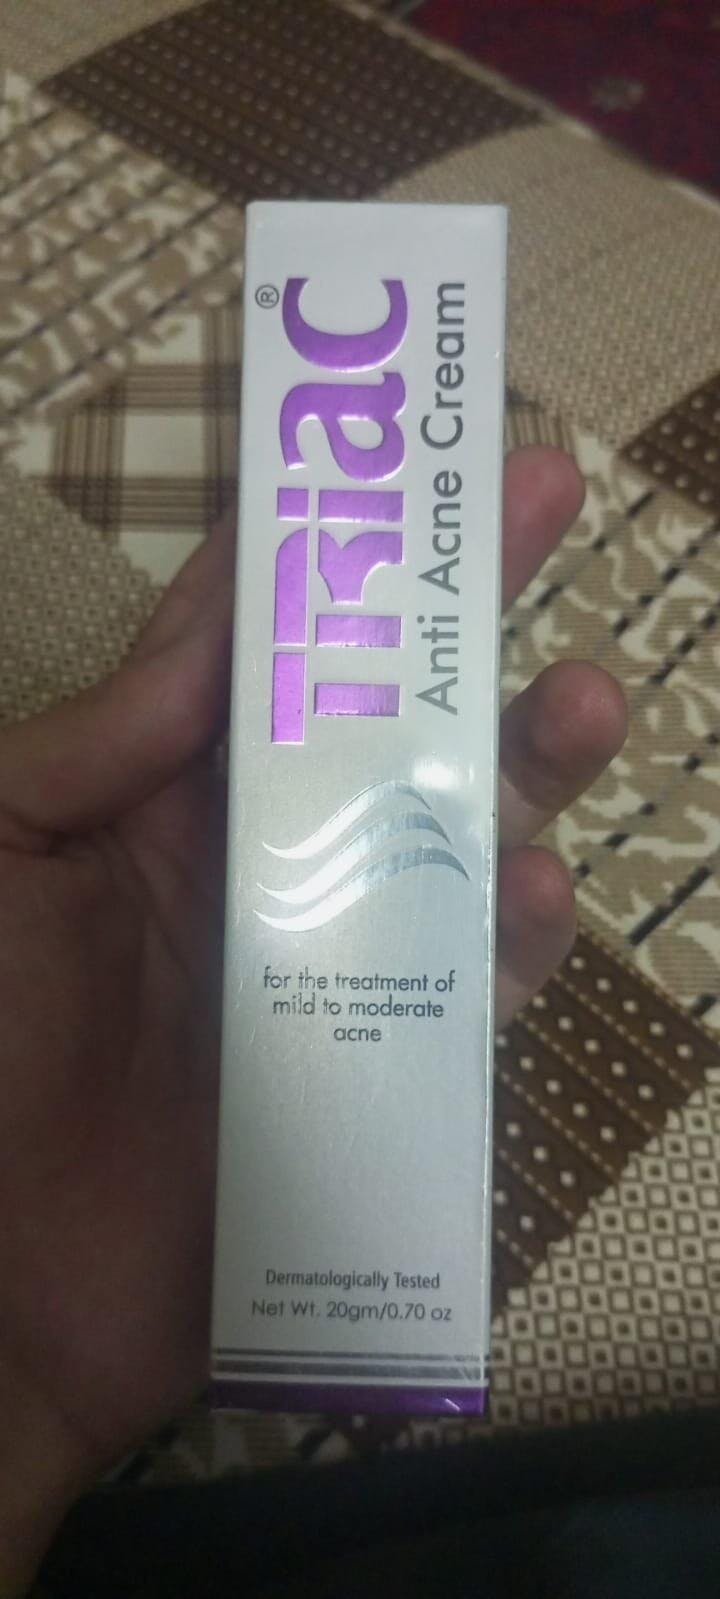 TRIac®
Anti Acne Cream
for the treatment of
mild to moderate
acne
Dermatologically Tested
Net Wt. 20gm/0.70 oz